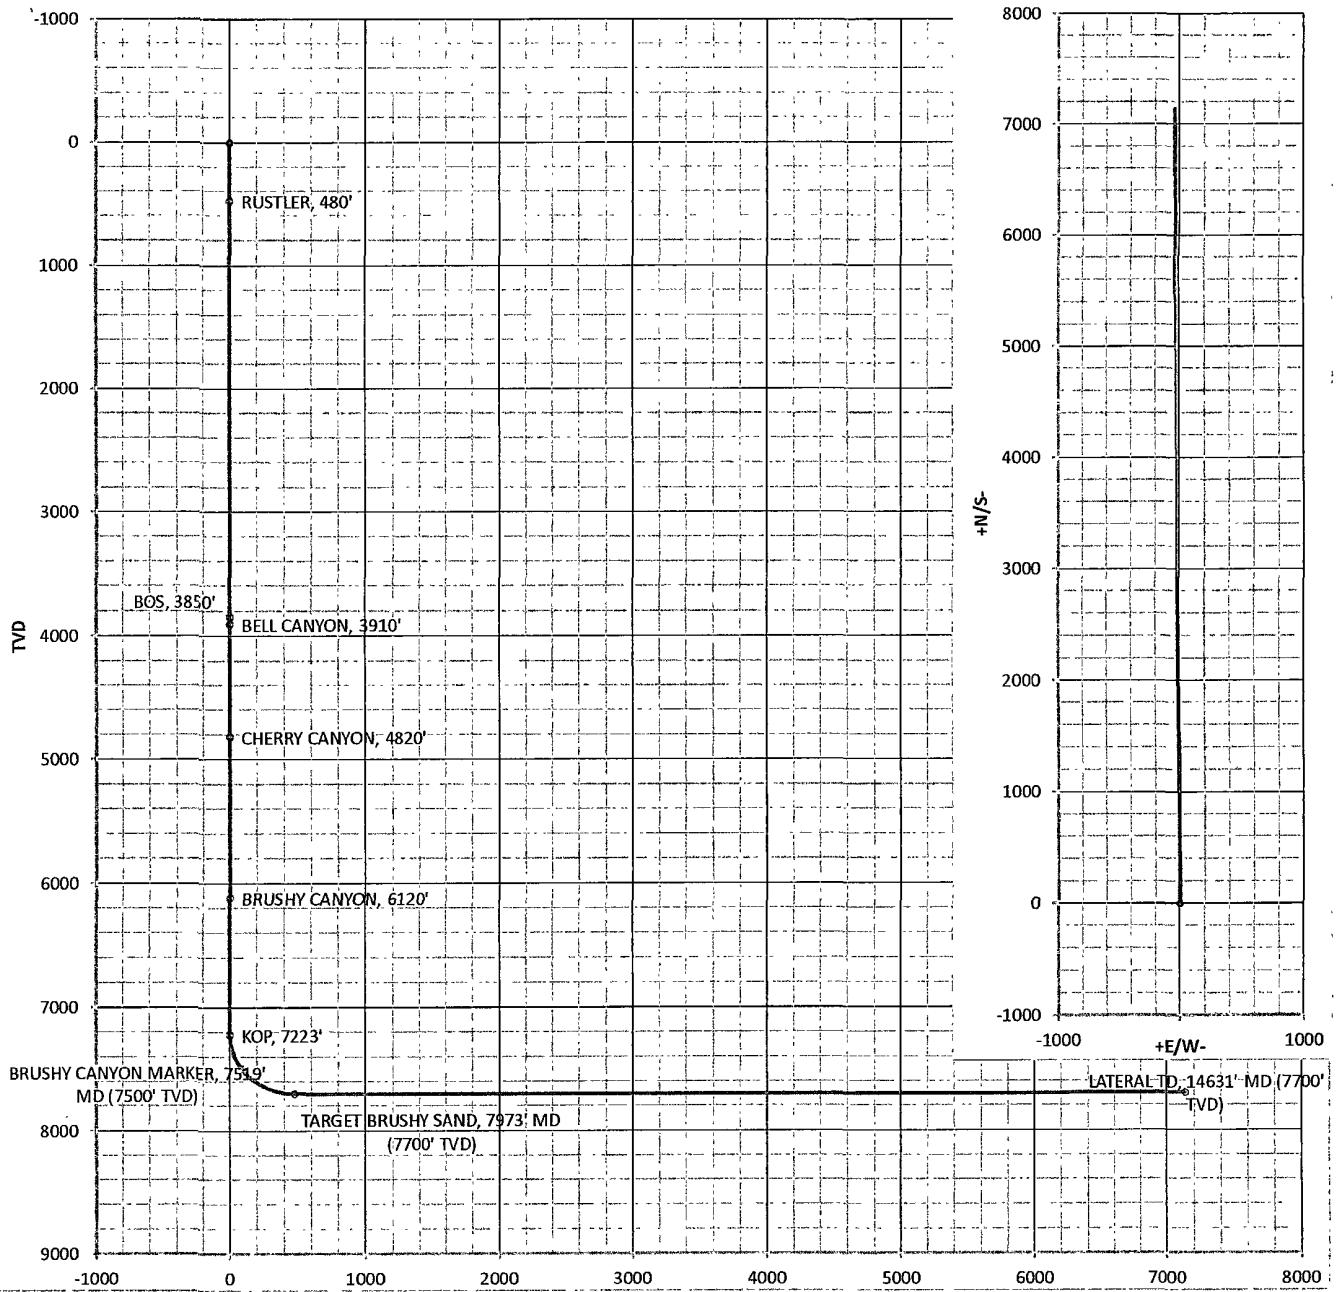 -1000
0
1000
2000
3000
4000
5000
6000
7000
8000
9000
TVD
RUSTLER, 480'
BOS, 3850'
BELL CANYON, 3910'
CHERRY CANYON, 4820'
BRUSHY CANYON, 6120'
KOP, 7223'
BRUSHY CANYON MARKER, 7519'
MD (7500' TVD)
TARGET BRUSHY SAND, 7973' MD
(7700' TVD)
LATERAL TD, 14631' MD (7700'
TVD)
-1000
0
1000
2000
3000
4000
5000
6000
7000
8000
8000
7000
6000
5000
4000
3000
2000
1000
0
-1000
+N/S-
-1000
+E/W-
1000